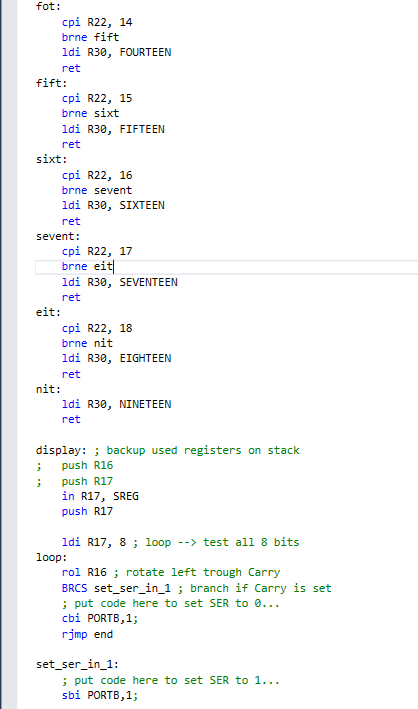 fot:
cpi R22, 14
brne fift
ldi R30, FOURTEEN
ret
fift:
cpi R22, 15
brne sixt
ldi R30, FIFTEEN
ret
sixt:
cpi R22, 16
brne sevent
ldi R30, SIXTEEN
ret
sevent:
cpi R22, 17
brne eit
ldi R30, SEVENTEEN
ret
eit:
cpi R22, 18
brne nit
ldi R30, EIGHTEEN
ret
nit:
ldi R30, NINETEEN
ret
display: ; backup used registers on stack
; push R16
; push R17
in R17, SREG
push R17
ldi R17, 8 ; loop --> test all 8 bits
loop:
rol R16 ; rotate left trough Carry
BRCS set_ser_in_1 ; branch if Carry is set
; put code here to set SER to 0...
cbi PORTB,1;
rjmp end
set_ser_in_1:
; put code here to set SER to 1...
sbi PORTB,1;